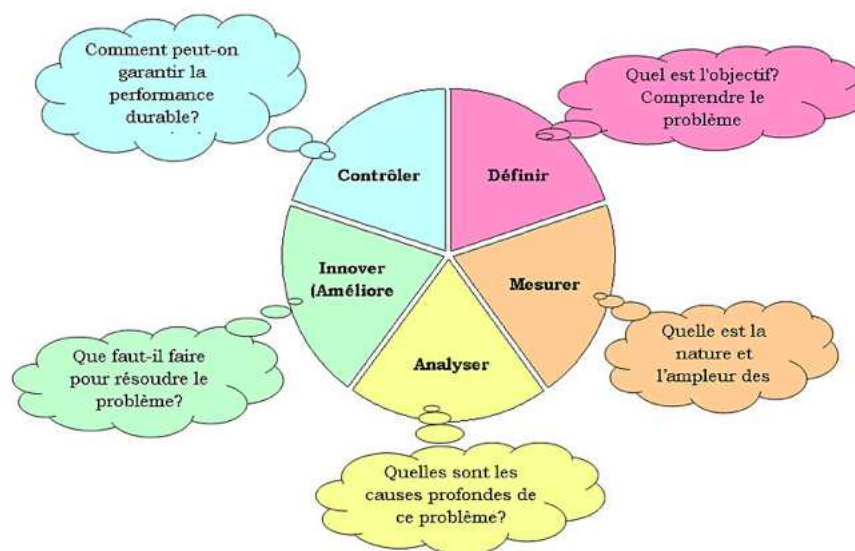 Comment peut-on
garantir la
performance
durable?
Quel est l'objectif?
Comprendre le
problème
Contrôler
Définir
Innover
(Améliore
Mesurer
Analyser
Que faut-il faire
pour résoudre le
problème?
Quelle est la
nature et
l'ampleur des
Quelles sont les
causes profondes de
ce problème?